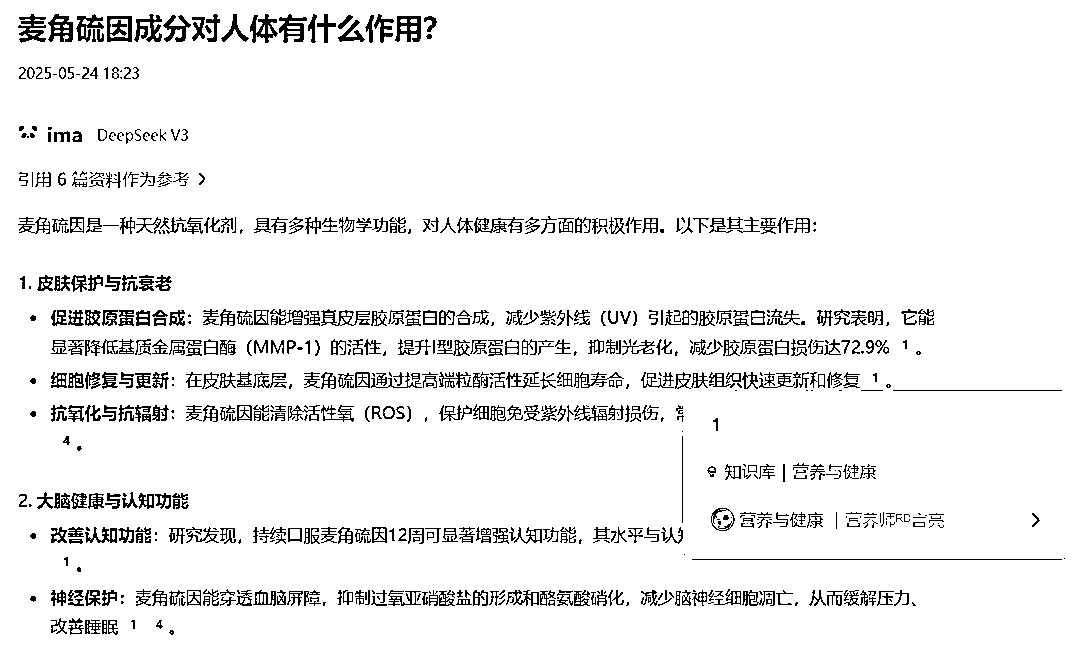 麦角硫因成分对人体有什么作用？
2025-05-24 18:23
ima DeepSeek V3
引用 6 篇资料作为参考 >
麦角硫因是一种天然抗氧化剂，具有多种生物学功能，对人体健康有多方面的积极作用。以下是其主要作用：
1. 皮肤保护与抗衰老
• 促进胶原蛋白合成：麦角硫因能增强真皮层胶原蛋白的合成，减少紫外线（UV）引起的胶原蛋白流失。研究表明，它能
显著降低基质金属蛋白酶（MMP-1）的活性，提升I型胶原蛋白的产生，抑制光老化，减少胶原蛋白损伤达72.9% 1 。
• 细胞修复与更新：在皮肤基底层，麦角硫因通过提高端粒酶活性延长细胞寿命，促进皮肤组织快速更新和修复 1 。
• 抗氧化与抗辐射：麦角硫因能清除活性氧（ROS），保护细胞免受紫外线辐射损伤，
4 。
1
知识库 | 营养与健康
营养与健康 | 营养师RD吉亮 >
2. 大脑健康与认知功能
• 改善认知功能：研究发现，持续口服麦角硫因12周可显著增强认知功能，其水平与认
1 。
• 神经保护：麦角硫因能穿透血脑屏障，抑制过氧亚硝酸盐的形成和酪氨酸硝化，减少脑神经细胞凋亡，从而缓解压力、
改善睡眠 1 4 。